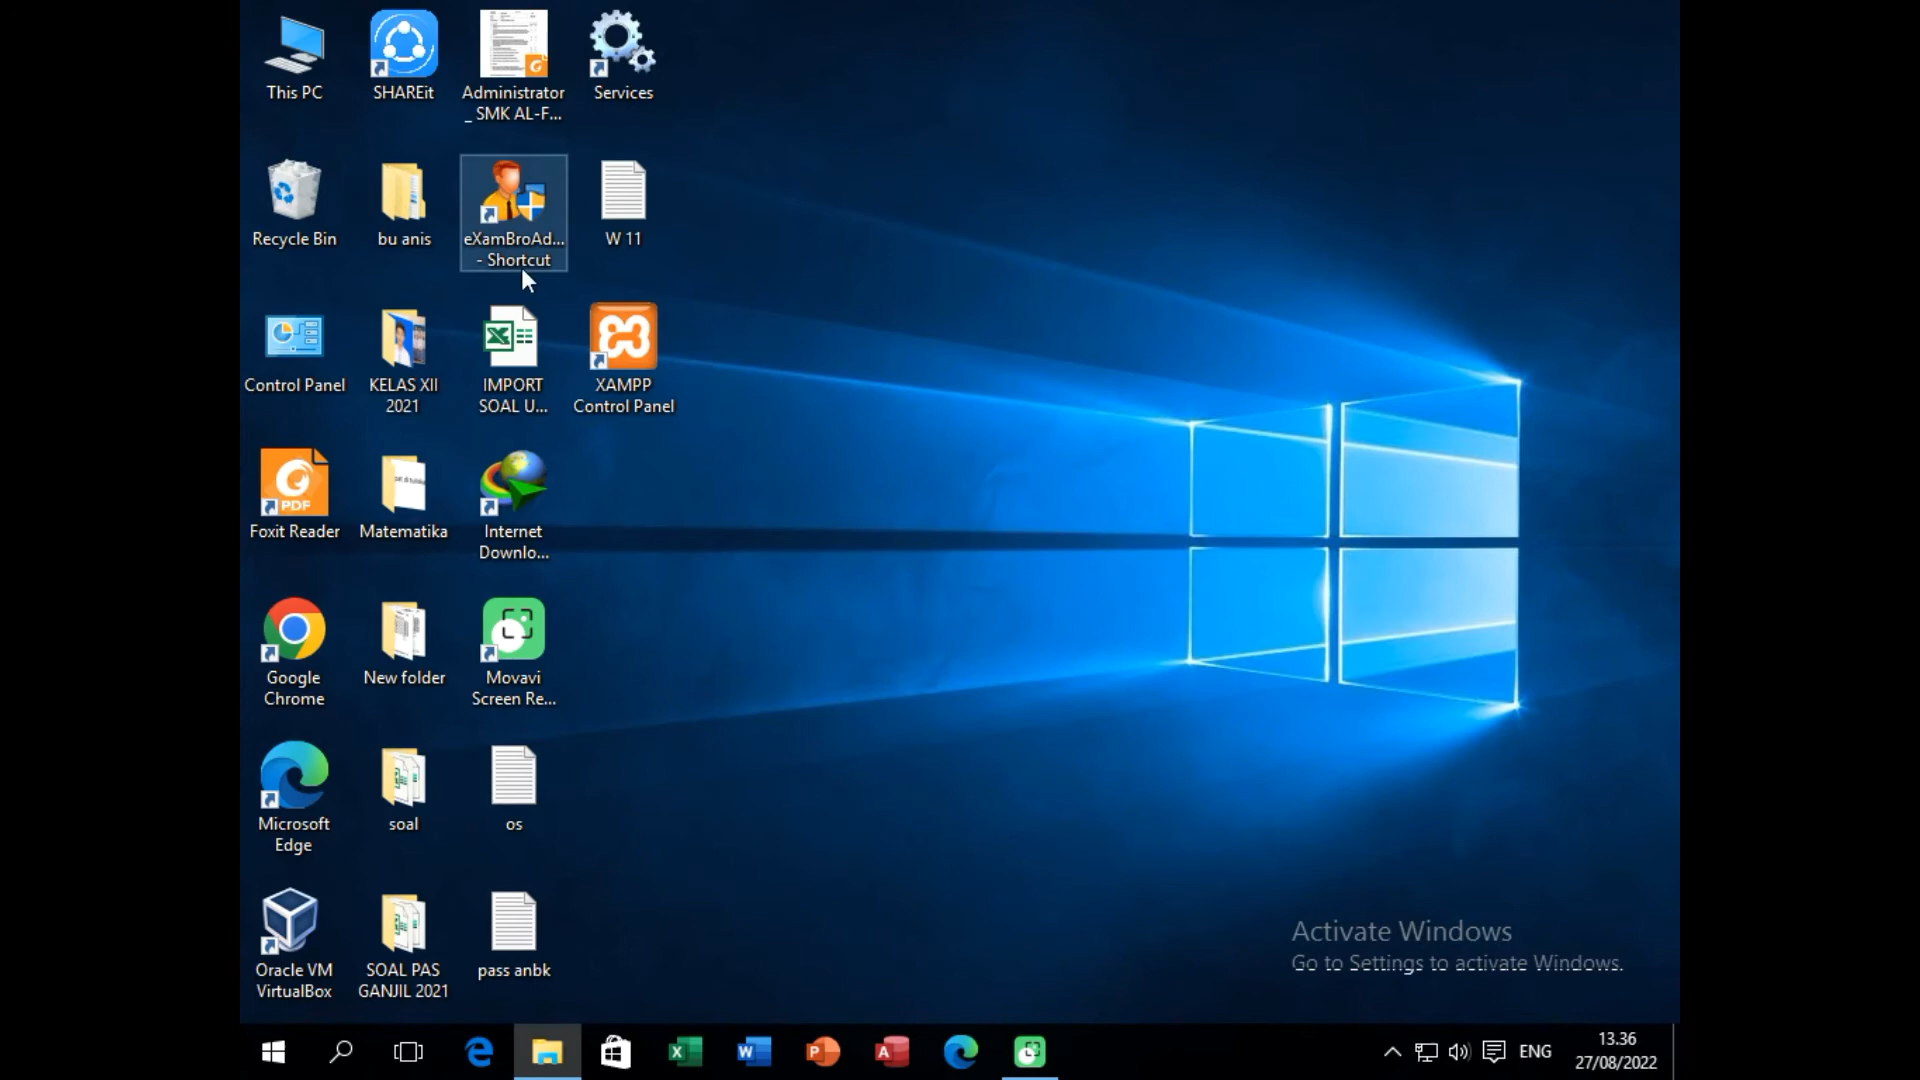 This PC
SHAREit
Administrator
_ SMK AL-F...
Services
Recycle Bin
bu anis
eXamBroAd...
- Shortcut
W 11
Control Panel
KELAS XII
2021
IMPORT
SOAL U...
XAMPP
Control Panel
PDF
Foxit Reader
Matematika
Internet
Downlo...
Google
Chrome
New folder
Movavi
Screen Re...
Microsoft
Edge
soal
os
Oracle VM
VirtualBox
SOAL PAS
GANJIL 2021
pass anbk
Activate Windows
Go to Settings to activate Windows.
ENG
13.36
27/08/2022